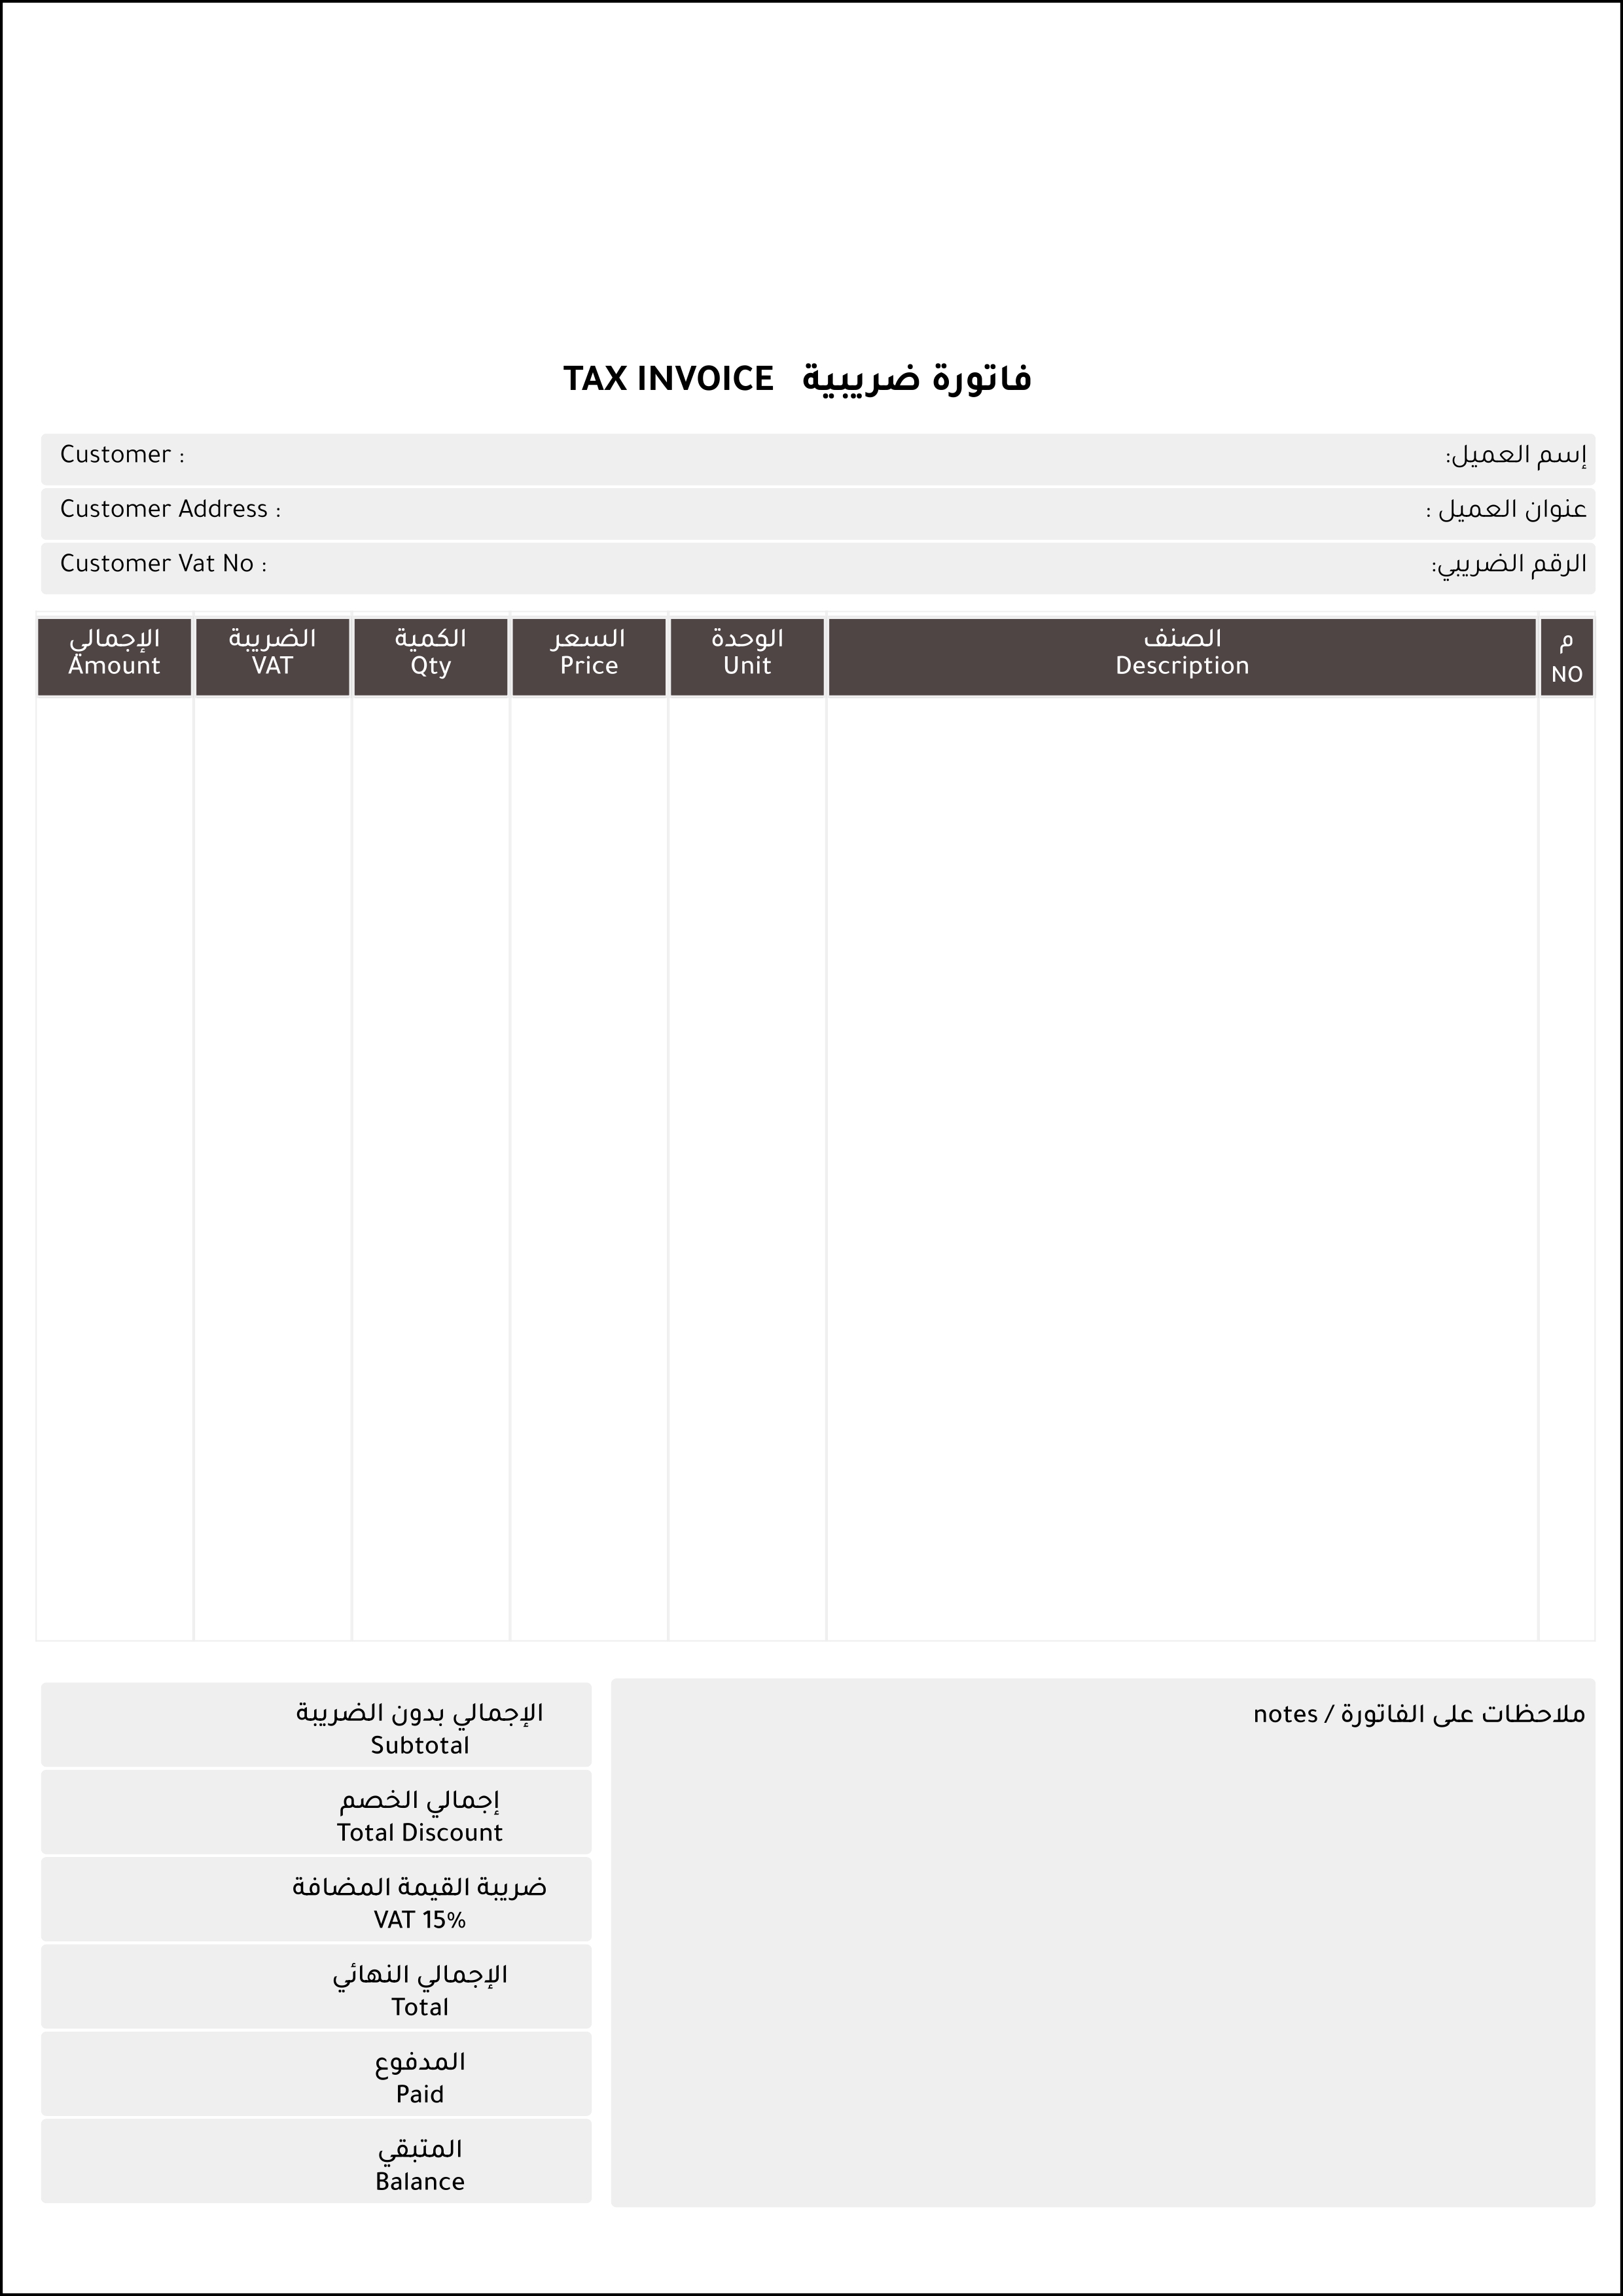 فاتورة ضريبية TAX INVOICE
إسم العميل: Customer :
عنوان العميل : Customer Address :
الرقم الضريبي: Customer Vat No :
م الصنف الوحدة السعر الكمية الضريبة الإجمالي
NO Description Unit Price Qty VAT Amount
ملاحظات على الفاتورة / notes
الإجمالي بدون الضريبة
Subtotal
إجمالي الخصم
Total Discount
ضريبة القيمة المضافة
VAT 15%
الإجمالي النهائي
Total
المدفوع
Paid
المتبقي
Balance